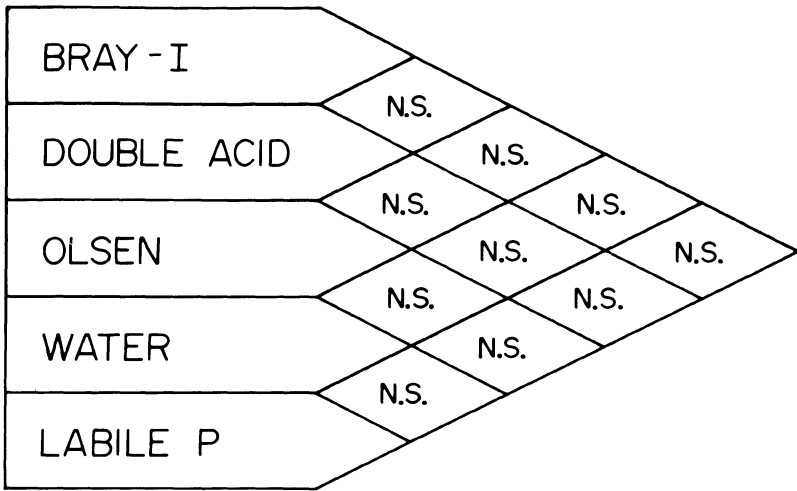 BRAY-I
N.S.
DOUBLE ACID
N.S.
N.S.
N.S.
N.S.
OLSEN
N.S.
N.S.
N.S.
N.S.
WATER
N.S.
N.S.
LABILE P